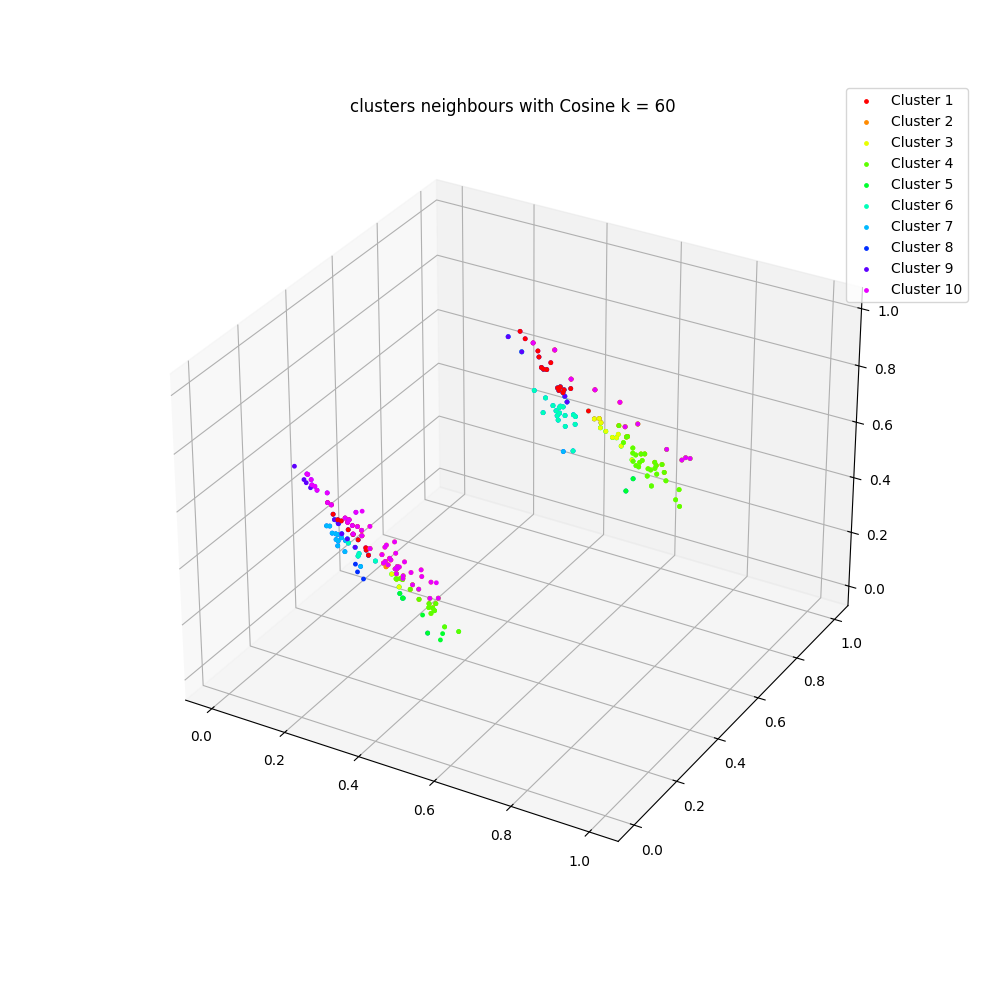 clusters neighbours with Cosine k = 60
Cluster 1
Cluster 2
Cluster 3
Cluster 4
Cluster 5
Cluster 6
Cluster 7
Cluster 8
Cluster 9
Cluster 10
1.0
0.8
0.6
0.4
0.2
0.0
1.0
0.8
0.6
0.4
0.2
0.0
0.0
0.2
0.4
0.6
0.8
1.0